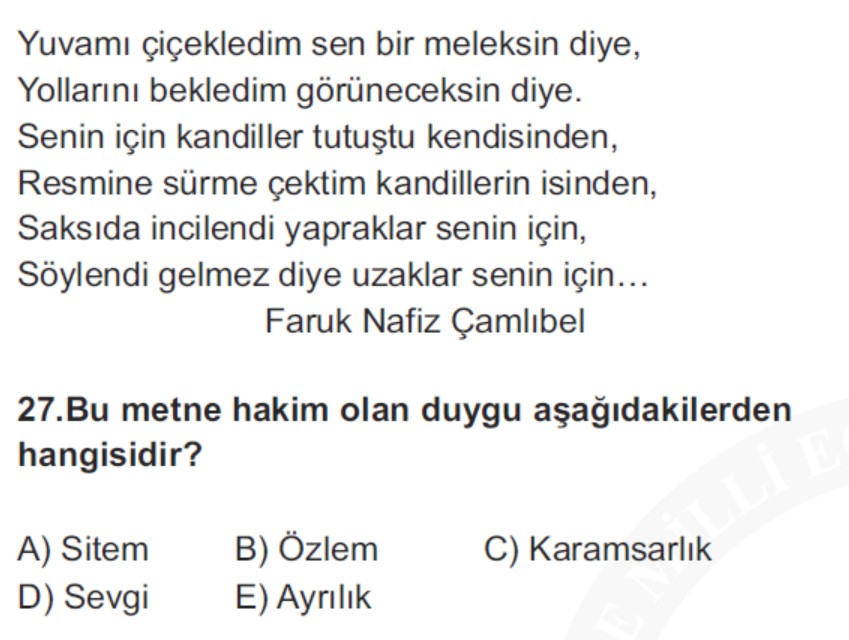 Yuvamı çiçekledim sen bir meleksin diye,
Yollarını bekledim görüneceksin diye.
Senin için kandiller tutuştu kendisinden,
Resmine sürme çektim kandillerin isinden,
Saksıda incilendi yapraklar senin için,
Söylendi gelmez diye uzaklar senin için...
Faruk Nafiz Çamlıbel
27.Bu metne hakim olan duygu aşağıdakilerden
hangisidir?
A) Sitem B) Özlem C) Karamsarlık
D) Sevgi E) Ayrılık
MİLLİ